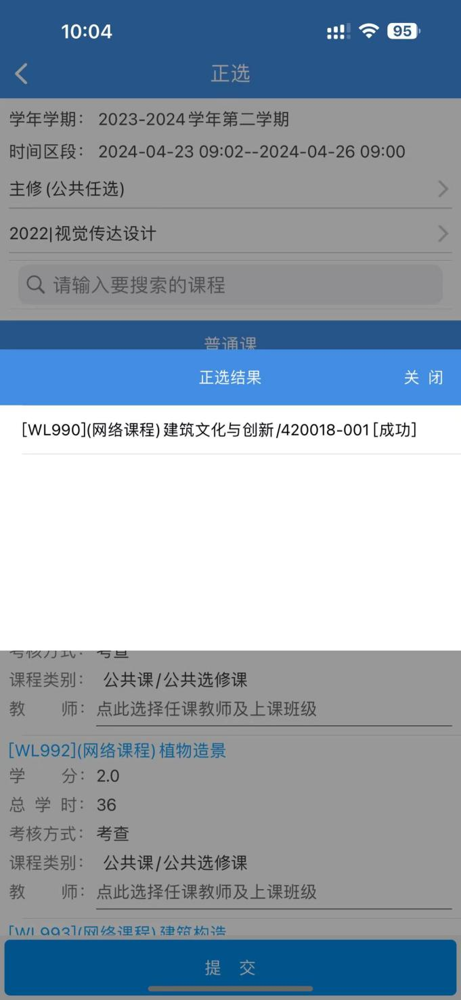 10:04
95
正选
学年学期： 2023-2024学年第二学期
时间区段： 2024-04-23 09:02--2024-04-26 09:00
主修(公共任选)
2022|视觉传达设计
请输入要搜索的课程
普通课
正选结果 关 闭
[WL990](网络课程)建筑文化与创新/420018-001[成功]
考核方式： 考查
课程类别： 公共课/公共选修课
教 师： 点此选择任课教师及上课班级
[WL992](网络课程)植物造景
学 分： 2.0
总 学 时： 36
考核方式： 考查
课程类别： 公共课/公共选修课
教 师： 点此选择任课教师及上课班级
[WL993](网络课程)建筑构造
提 交